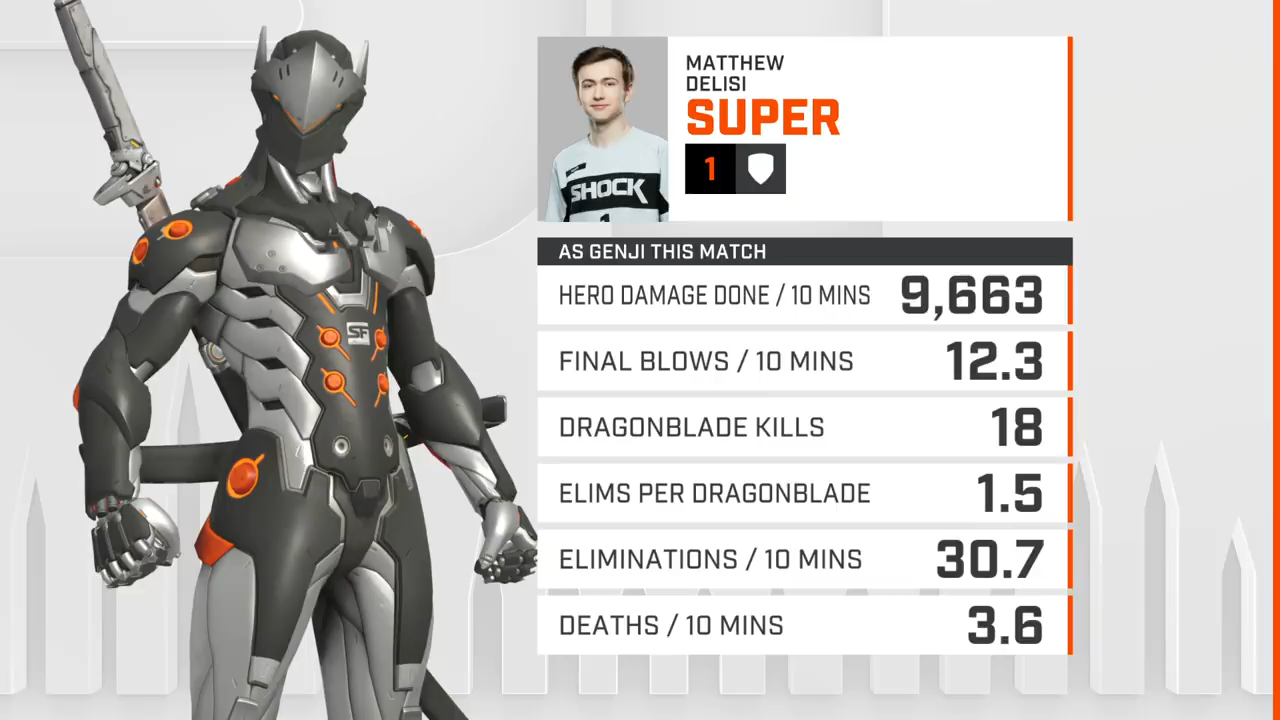 MATTHEW
DELISI
SUPER
1
SHOCK
1
AS GENJI THIS MATCH
HERO DAMAGE DONE / 10 MINS 9,663
FINAL BLOWS / 10 MINS 12.3
DRAGONBLADE KILLS 18
ELIMS PER DRAGONBLADE 1.5
ELIMINATIONS / 10 MINS 30.7
DEATHS / 10 MINS 3.6
SF